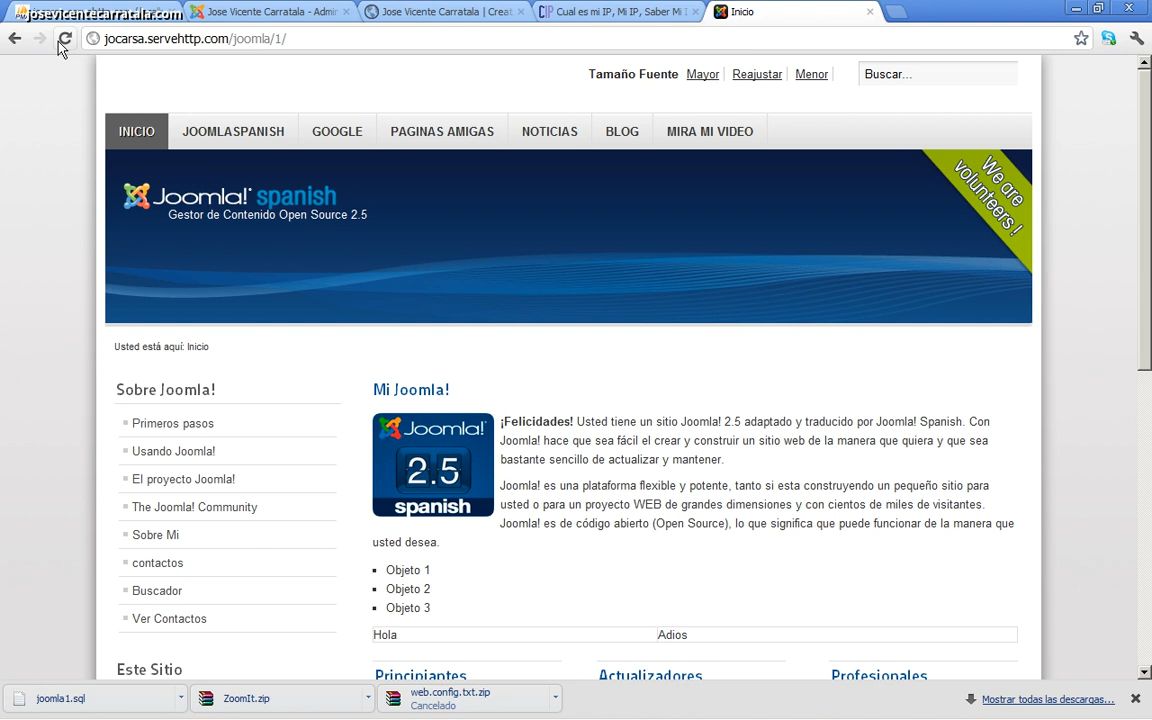 josevicentecarratala.com
Jose Vicente Carratala - Admin
Jose Vicente Carratala | Creat
Cual es mi IP, Mi IP, Saber Mi I
Inicio
jocarsa.servehttp.com/joomla/1/
Tamaño Fuente Mayor Reajustar Menor
Buscar...
INICIO JOOMLASPANISH GOOGLE PAGINAS AMIGAS NOTICIAS BLOG MIRA MI VIDEO
Joomla! spanish
Gestor de Contenido Open Source 2.5
We are
volunteers !
Usted está aquí: Inicio
Sobre Joomla!
Primeros pasos
Usando Joomla!
El proyecto Joomla!
The Joomla! Community
Sobre Mi
contactos
Buscador
Ver Contactos
Este Sitio
Mi Joomla!
Joomla!
2.5
spanish
¡Felicidades! Usted tiene un sitio Joomla! 2.5 adaptado y traducido por Joomla! Spanish. Con
Joomla! hace que sea fácil el crear y construir un sitio web de la manera que quiera y que sea
bastante sencillo de actualizar y mantener.
Joomla! es una plataforma flexible y potente, tanto si esta construyendo un pequeño sitio para
usted o para un proyecto WEB de grandes dimensiones y con cientos de miles de visitantes.
Joomla! es de código abierto (Open Source), lo que significa que puede funcionar de la manera que
usted desea.
Objeto 1
Objeto 2
Objeto 3
Hola Adios
Principiantes Actualizadores Profesionales
joomla1.sql
ZoomIt.zip
web.config.txt.zip
Cancelado
Mostrar todas las descargas...